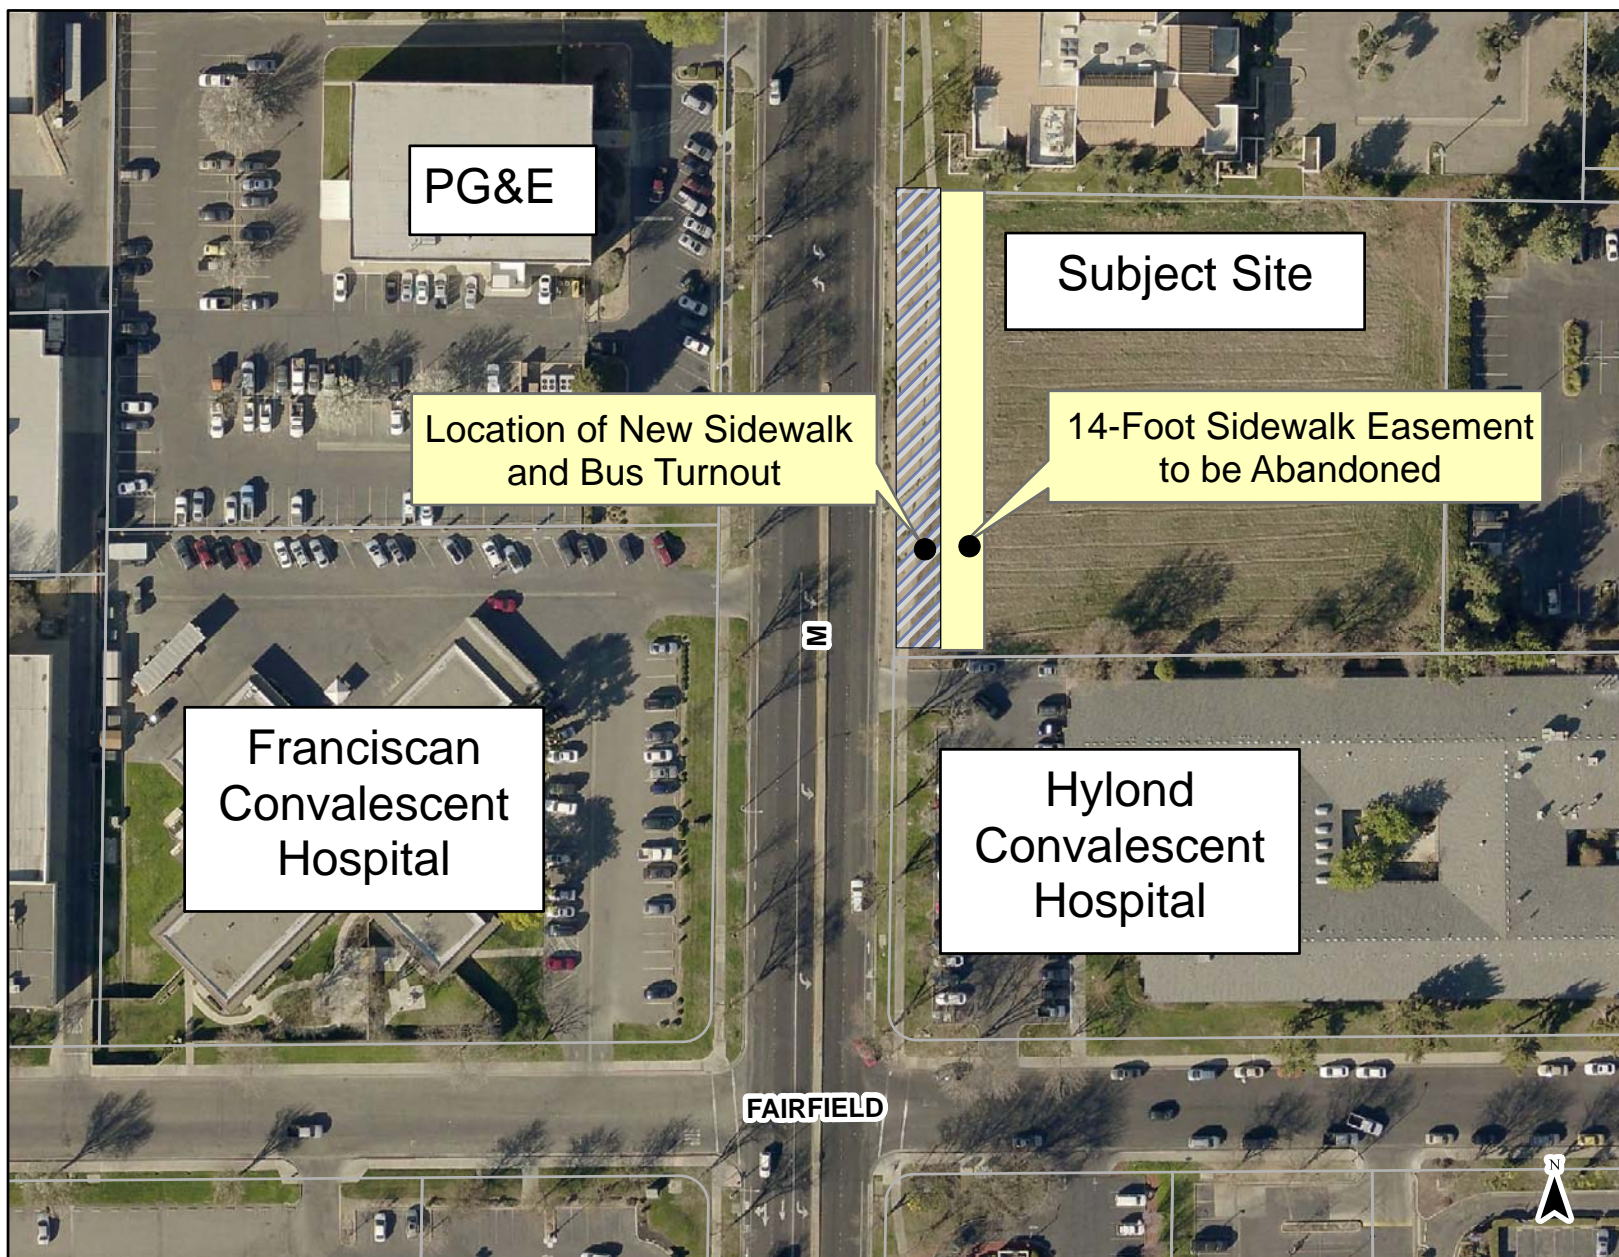 PG&E
Subject Site
Location of New Sidewalk
and Bus Turnout
14-Foot Sidewalk Easement
to be Abandoned
M
Franciscan
Convalescent
Hospital
Hylond
Convalescent
Hospital
FAIRFIELD
N